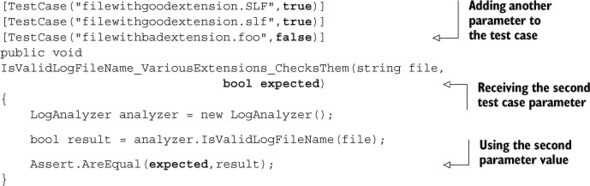 [TestCase("filewithgoodextension.SLF",true)]
[TestCase("filewithgoodextension.slf",true)]
[TestCase("filewithbadextension.foo",false)]
public void
IsValidLogFileName_VariousExtensions_ChecksThem(string file,
bool expected)
{
LogAnalyzer analyzer = new LogAnalyzer();
bool result = analyzer.IsValidLogFileName(file);
Assert.AreEqual(expected,result);
}
Adding another
parameter to
the test case
Receiving the second
test case parameter
Using the second
parameter value